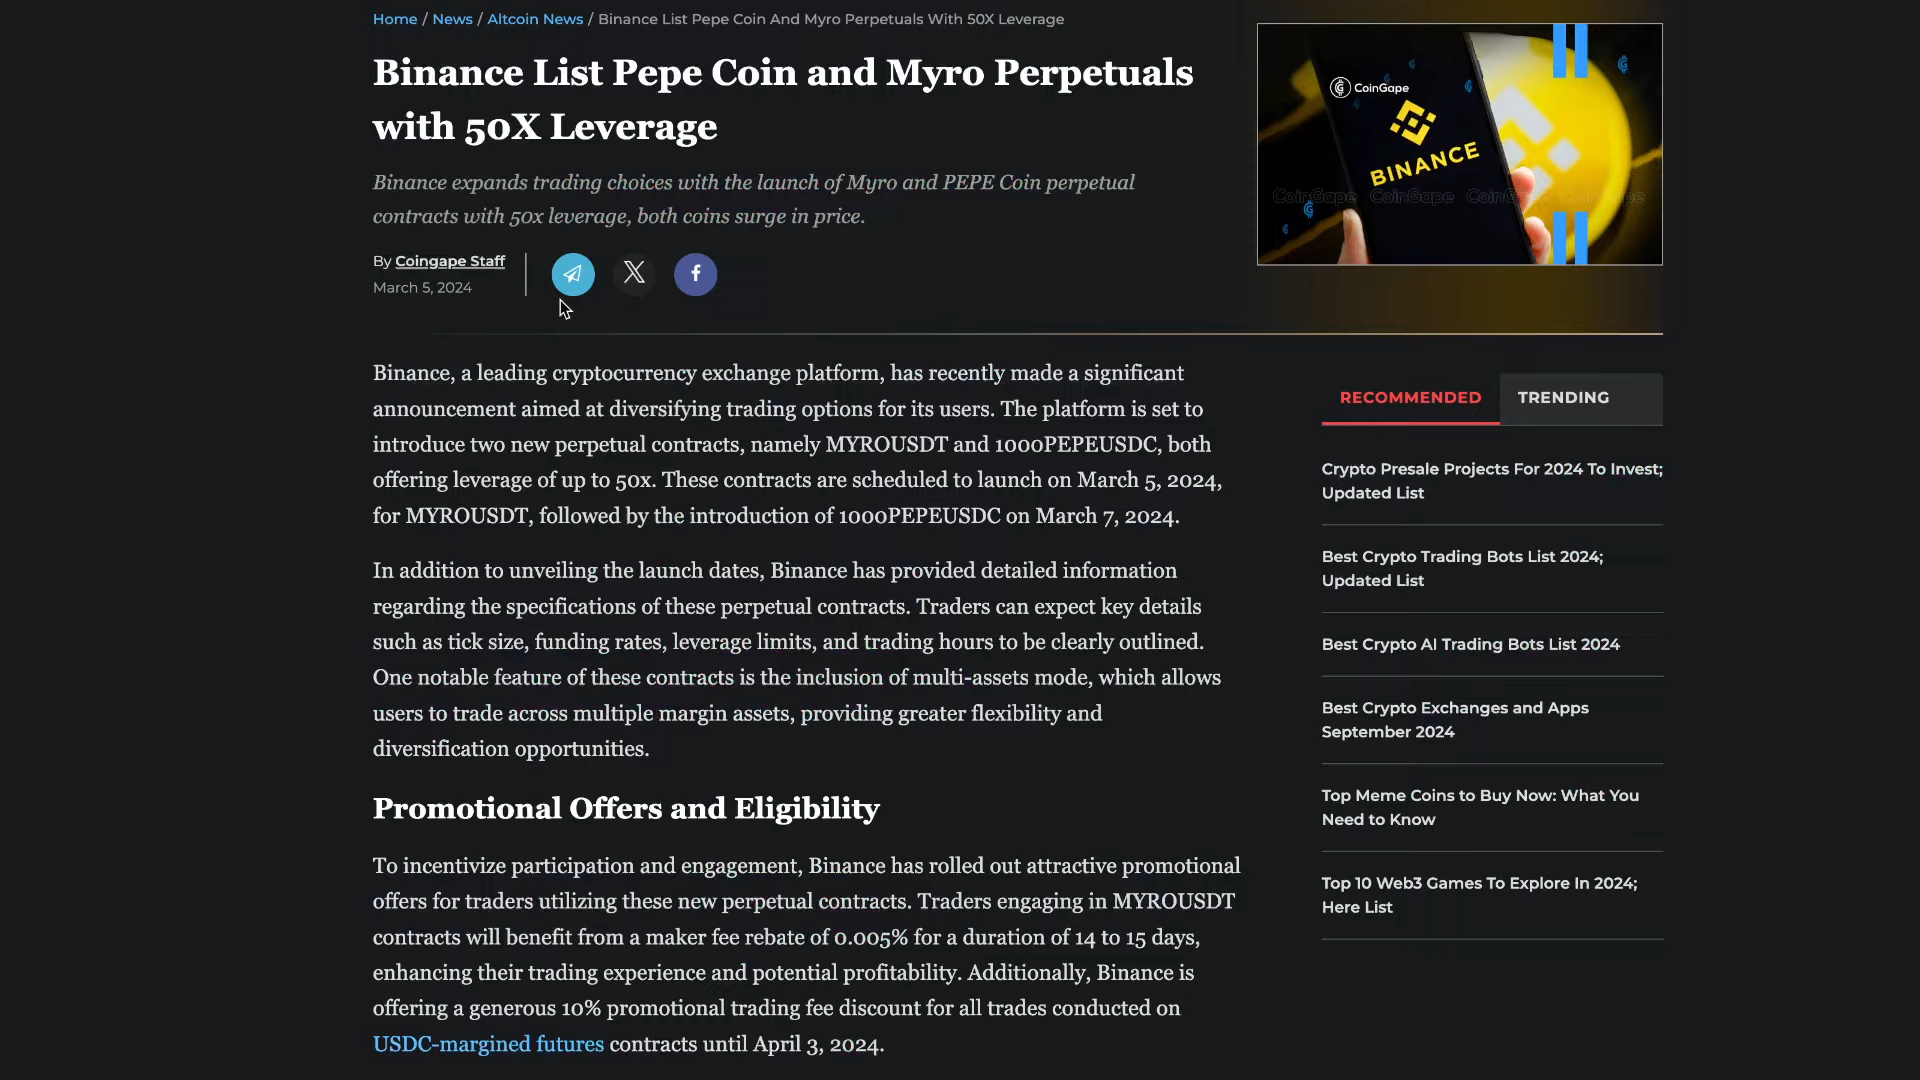 Home / News / Altcoin News / Binance List Pepe Coin And Myro Perpetuals With 50X Leverage
Binance List Pepe Coin and Myro Perpetuals
with 50X Leverage
Binance expands trading choices with the launch of Myro and PEPE Coin perpetual
contracts with 50x leverage, both coins surge in price.
By Coingape Staff
March 5, 2024
CoinGape
BINANCE
CoinGape CoinGape
Binance, a leading cryptocurrency exchange platform, has recently made a significant
announcement aimed at diversifying trading options for its users. The platform is set to
introduce two new perpetual contracts, namely MYROUSDT and 1000PEPEUSDC, both
offering leverage of up to 50x. These contracts are scheduled to launch on March 5, 2024,
for MYROUSDT, followed by the introduction of 1000PEPEUSDC on March 7, 2024.
In addition to unveiling the launch dates, Binance has provided detailed information
regarding the specifications of these perpetual contracts. Traders can expect key details
such as tick size, funding rates, leverage limits, and trading hours to be clearly outlined.
One notable feature of these contracts is the inclusion of multi-assets mode, which allows
users to trade across multiple margin assets, providing greater flexibility and
diversification opportunities.
Promotional Offers and Eligibility
To incentivize participation and engagement, Binance has rolled out attractive promotional
offers for traders utilizing these new perpetual contracts. Traders engaging in MYROUSDT
contracts will benefit from a maker fee rebate of 0.005% for a duration of 14 to 15 days,
enhancing their trading experience and potential profitability. Additionally, Binance is
offering a generous 10% promotional trading fee discount for all trades conducted on
USDC-margined futures contracts until April 3, 2024.
RECOMMENDED
TRENDING
Crypto Presale Projects For 2024 To Invest;
Updated List
Best Crypto Trading Bots List 2024;
Updated List
Best Crypto AI Trading Bots List 2024
Best Crypto Exchanges and Apps
September 2024
Top Meme Coins to Buy Now: What You
Need to Know
Top 10 Web3 Games To Explore In 2024;
Here List